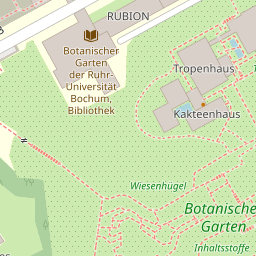 RUBION
Botanischer
Garten
der Ruhr-
Universität
Bochum,
Bibliothek
Tropenhaus
Kakteenhaus
Wiesenhügel
Botanische
Garten
Inhaltsstoffe